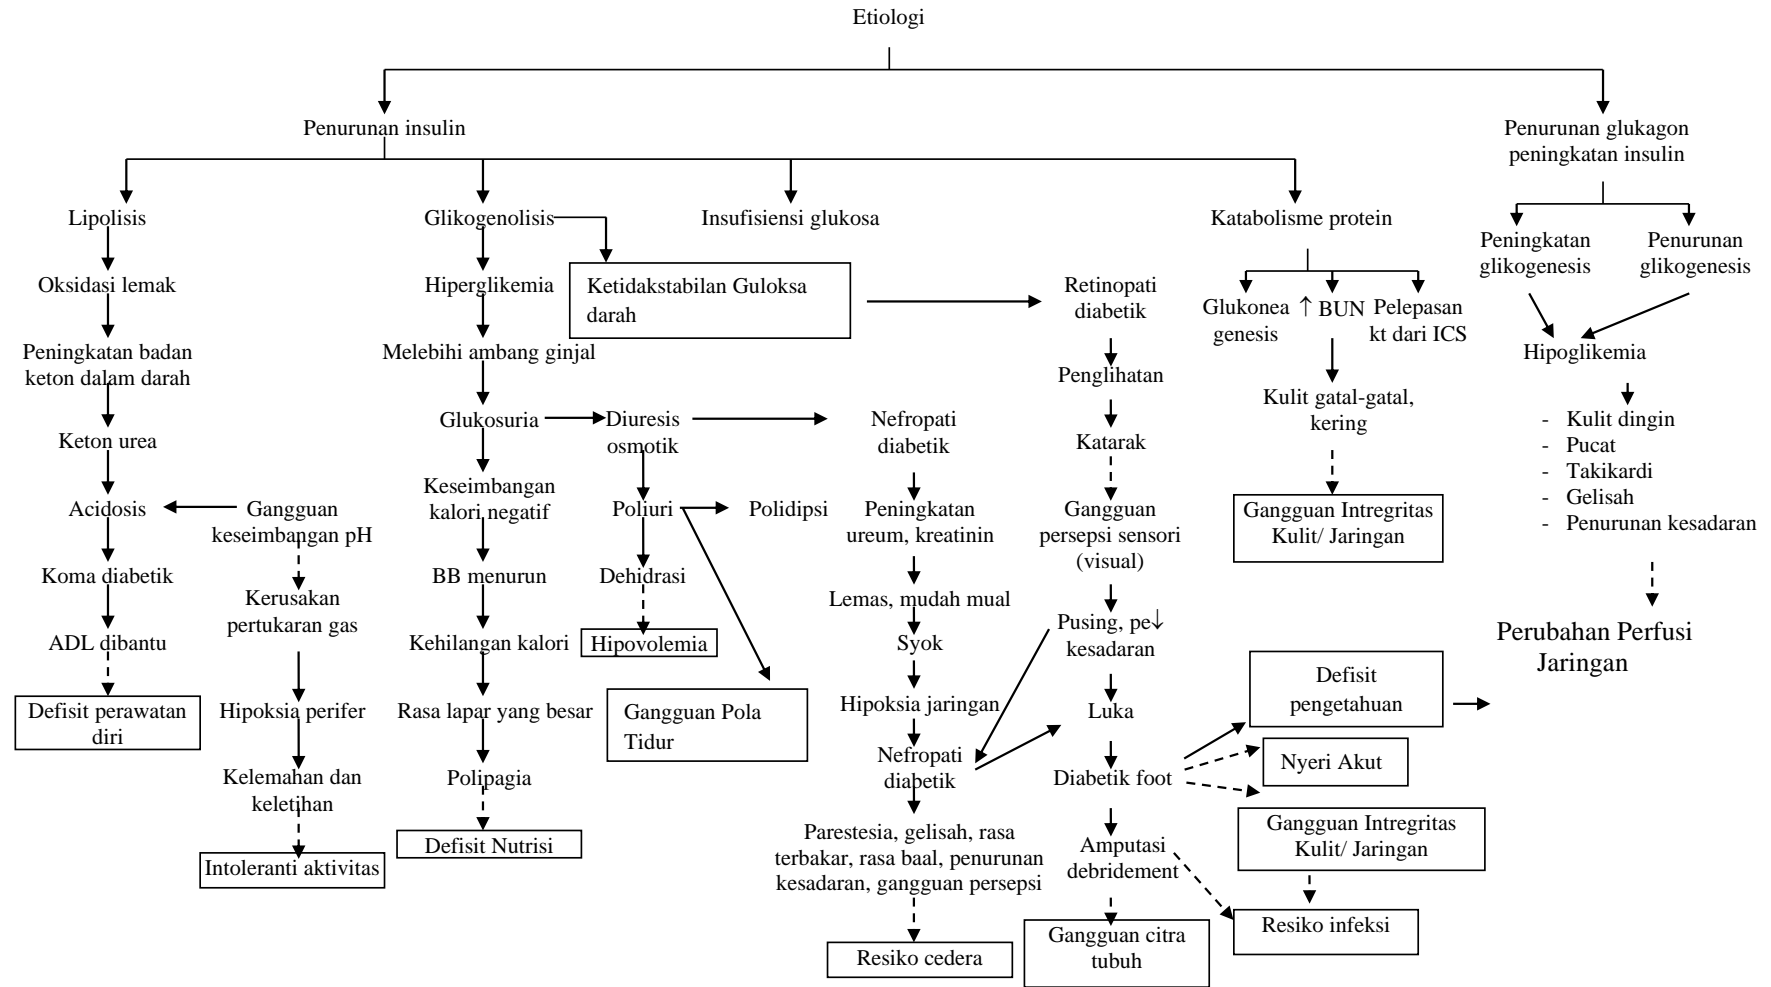 Etiologi
Penurunan insulin
Penurunan glukagon
peningkatan insulin
Lipolisis
Glikogenolisis
Insufisiensi glukosa
Katabolisme protein
Peningkatan
glikogenesis
Penurunan
glikogenesis
Oksidasi lemak
Hiperglikemia
Ketidakstabilan Guloksa
darah
Retinopati
diabetik
Glukonea
genesis
↑ BUN
Pelepasan
kt dari ICS
Peningkatan badan
keton dalam darah
Melebihi ambang ginjal
Penglihatan
Hipoglikemia
Keton urea
Glukosuria
Diuresis
osmotik
Nefropati
diabetik
Katarak
Kulit gatal-gatal,
kering
- Kulit dingin
- Pucat
- Takikardi
- Gelisah
- Penurunan kesadaran
Acidosis
Gangguan
keseimbangan pH
Keseimbangan
kalori negatif
Poliuri
Polidipsi
Peningkatan
ureum, kreatinin
Gangguan
persepsi sensori
(visual)
Gangguan Intregritas
Kulit/ Jaringan
Koma diabetik
Kerusakan
pertukaran gas
BB menurun
Dehidrasi
Lemas, mudah mual
Pusing, pe↓
kesadaran
Perubahan Perfusi
Jaringan
ADL dibantu
Kehilangan kalori
Hipovolemia
Syok
Defisit perawatan
diri
Hipoksia perifer
Rasa lapar yang besar
Gangguan Pola
Tidur
Hipoksia jaringan
Luka
Defisit
pengetahuan
Kelemahan dan
keletihan
Polipagia
Nefropati
diabetik
Diabetik foot
Nyeri Akut
Intoleranti aktivitas
Defisit Nutrisi
Parestesia, gelisah, rasa
terbakar, rasa baal, penurunan
kesadaran, gangguan persepsi
Amputasi
debridement
Gangguan Intregritas
Kulit/ Jaringan
Resiko cedera
Gangguan citra
tubuh
Resiko infeksi